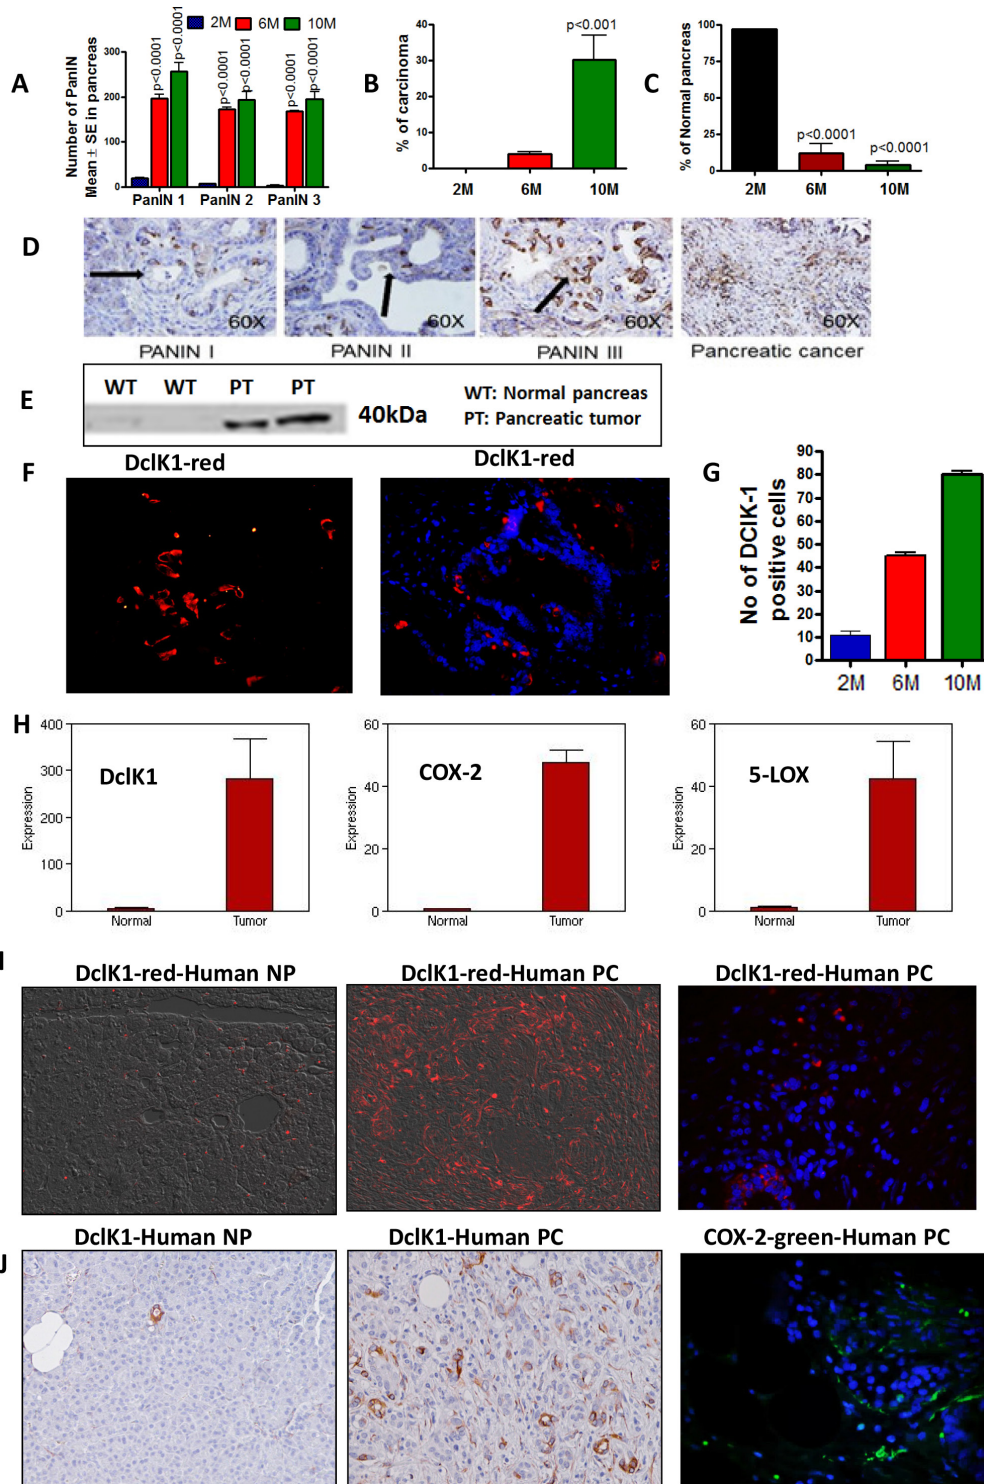 2M 6M 10M
A
Number of PanIN
Mean ± SE in pancreas
300
200
100
0
p<0.0001
p<0.0001
p<0.0001
p<0.0001
p<0.0001
p<0.0001
PanIN 1 PanIN 2 PanIN 3
B
% of carcinoma
40
30
20
10
0
p<0.001
2M 6M 10M
C
% of Normal pancreas
100
75
50
25
0
p<0.0001
p<0.0001
2M 6M 10M
D
60X 60X 60X 60X
PANIN I PANIN II PANIN III Pancreatic cancer
E
WT WT PT PT
40kDa
WT: Normal pancreas
PT: Pancreatic tumor
F
DclK1-red DclK1-red
G
No of DCIK-1
positive cells
90
80
70
60
50
40
30
20
10
0
2M 6M 10M
H
Expression
400
300
200
100
0
DclK1
Normal Tumor
Expression
60
40
20
0
COX-2
Normal Tumor
Expression
60
40
20
0
5-LOX
Normal Tumor
I
DclK1-red-Human NP DclK1-red-Human PC DclK1-red-Human PC
J
DclK1-Human NP DclK1-Human PC COX-2-green-Human PC